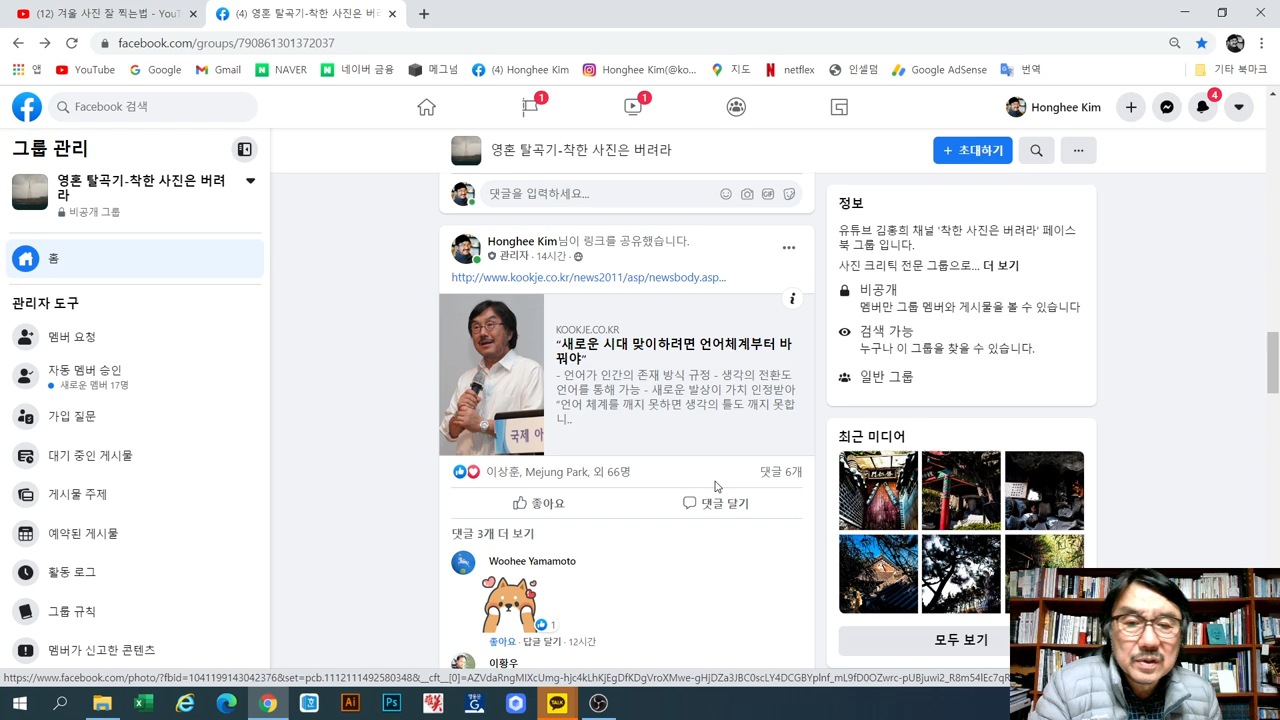 (12) 겨울 사진 잘 찍는법 - YouT
(4) 영혼 탈곡기-착한 사진은 버려
facebook.com/groups/790861301372037
앱
YouTube
Google
Gmail
NAVER
네이버 금융
메그넘
(4) Honghee Kim
Honghee Kim(@ko...
지도
netflex
인셀덤
Google AdSense
번역
기타 북마크
Facebook 검색
1
1
Honghee Kim
4
그룹 관리
영혼 탈곡기-착한 사진은 버려
라
비공개 그룹
홈
관리자 도구
멤버 요청
자동 멤버 승인
새로운 멤버 17명
가입 질문
대기 중인 게시물
게시물 주제
예약된 게시물
활동 로그
그룹 규칙
멤버가 신고한 콘텐츠
영혼 탈곡기-착한 사진은 버려라
+ 초대하기
댓글을 입력하세요...
GIF
Honghee Kim님이 링크를 공유했습니다.
관리자 · 14시간 ·
http://www.kookje.co.kr/news2011/asp/newsbody.asp...
국제 아
KOOKJE.CO.KR
“새로운 시대 맞이하려면 언어체계부터 바
꿔야”
- 언어가 인간의 존재 방식 규정 - 생각의 전환도
언어를 통해 가능 - 새로운 발상이 가치 인정받아
“언어 체계를 깨지 못하면 생각의 틀도 깨지 못합
니..
이상훈, Mejung Park, 외 66명
댓글 6개
좋아요
댓글 달기
댓글 3개 더 보기
Woohee Yamamoto
1
좋아요 · 답글 달기 · 12시간
이황우
정보
유튜브 김홍희 채널 '착한 사진은 버려라' 페이스
북 그룹 입니다.
사진 크리틱 전문 그룹으로... 더 보기
비공개
멤버만 그룹 멤버와 게시물을 볼 수 있습니다
검색 가능
누구나 이 그룹을 찾을 수 있습니다.
일반 그룹
최근 미디어
모두 보기
Ai
Ps
TALK